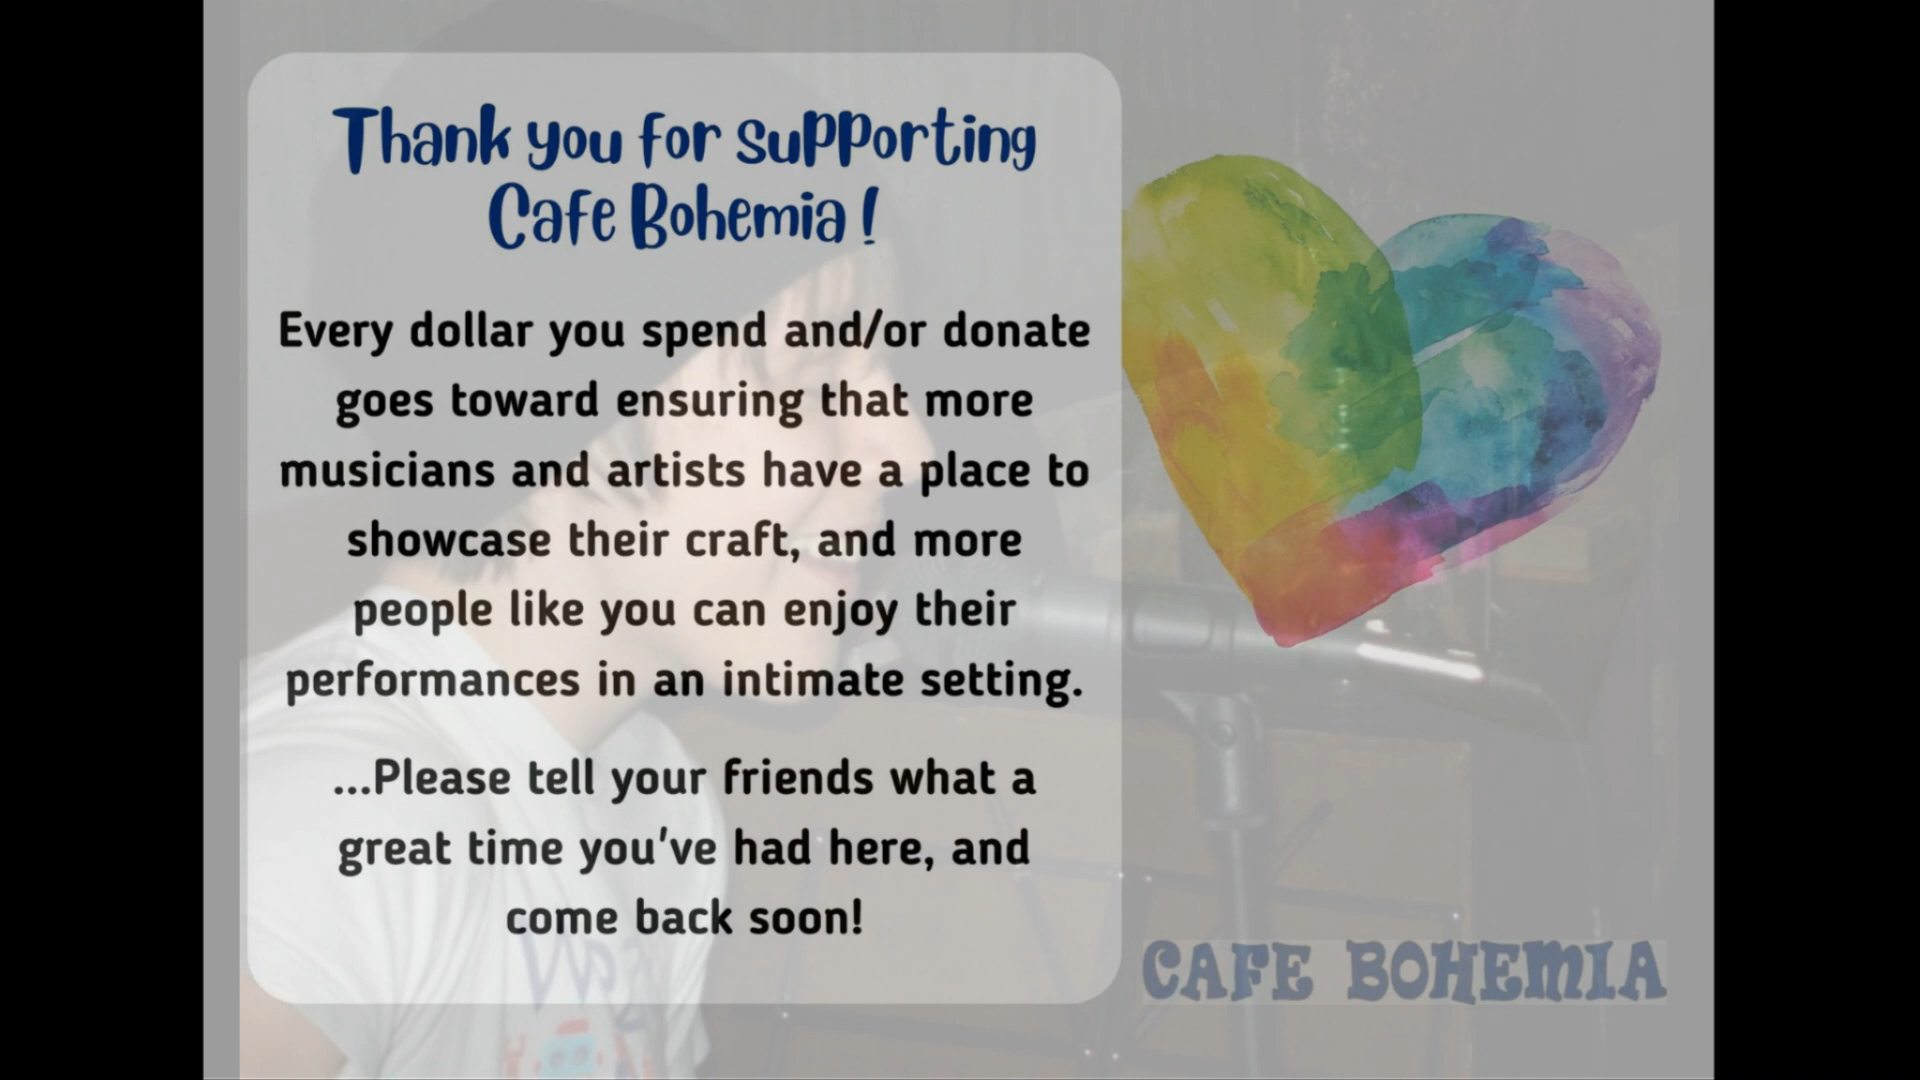 Thank you for supporting
Cafe Bohemia!
Every dollar you spend and/or donate
goes toward ensuring that more
musicians and artists have a place to
showcase their craft, and more
people like you can enjoy their
performances in an intimate setting.
...Please tell your friends what a
great time you've had here, and
come back soon!
CAFE BOHEMIA